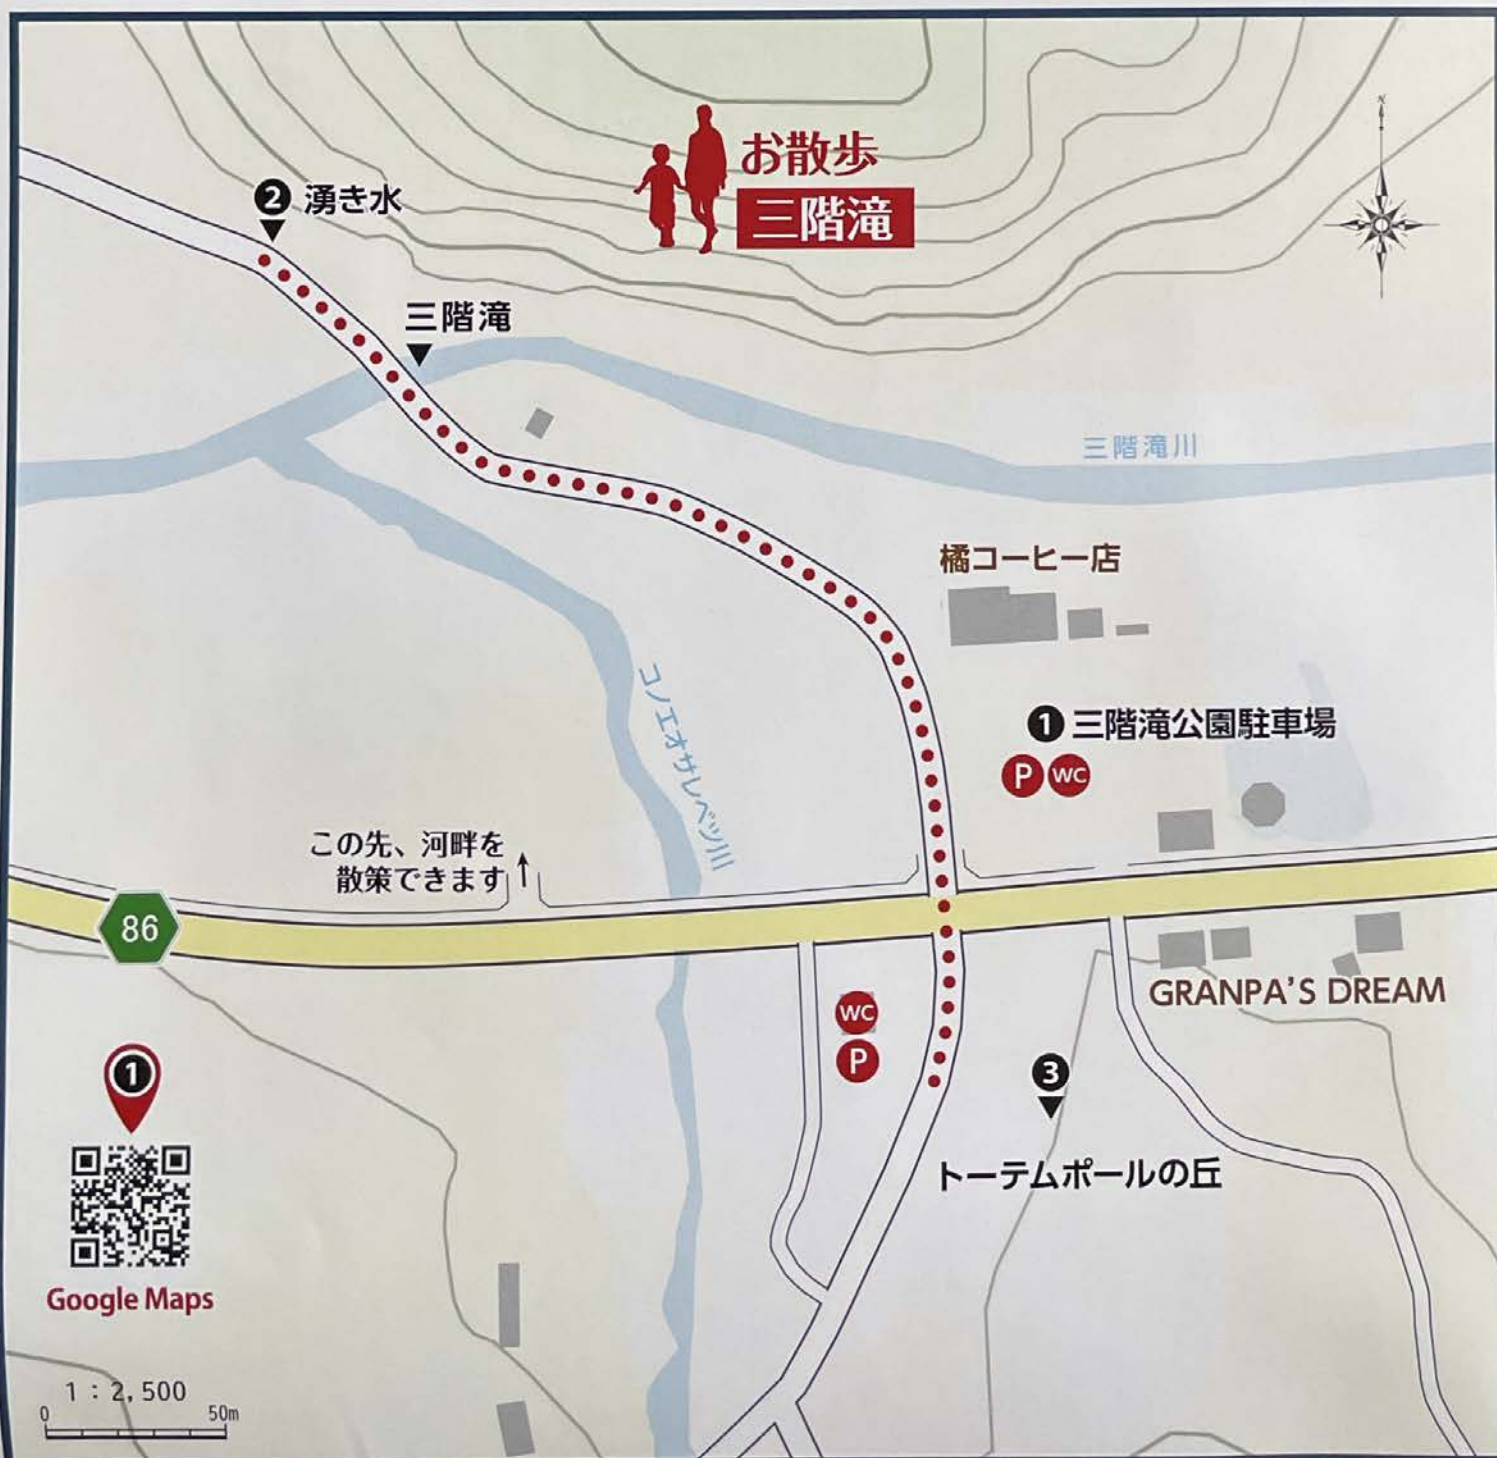 N
お散歩
三階滝
❷ 湧き水
三階滝
三階滝川
橘コーヒー店
❶ 三階滝公園駐車場
P WC
コノエオサレベツ川
この先、河畔を
散策できます
86
WC
P
GRANPA'S DREAM
❶
❸
トーテムポールの丘
Google Maps
1：2,500
0 50m